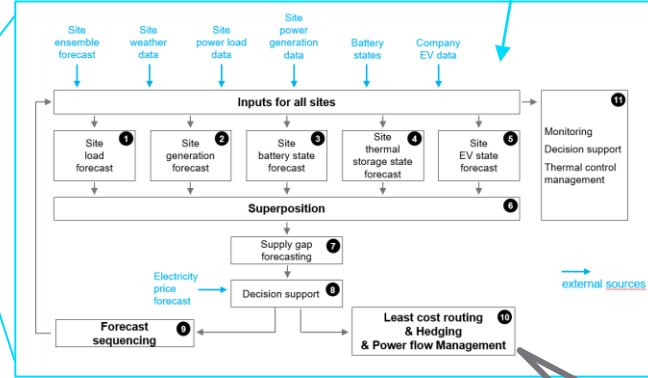 Site
ensemble
forecast
Site
weather
data
Site
power load
data
Site
power
generation
data
Battery
states
Company
EV data
Inputs for all sites
11
Monitoring
Decision support
Thermal control
management
1
Site
load
forecast
2
Site
generation
forecast
3
Site
battery state
forecast
4
Site
thermal
storage state
forecast
5
Site
EV state
forecast
Superposition 6
Supply gap 7
forecasting
Electricity
price
forecast
Decision support 8
external sources
Forecast 9
sequencing
Least cost routing 10
& Hedging
& Power flow Management